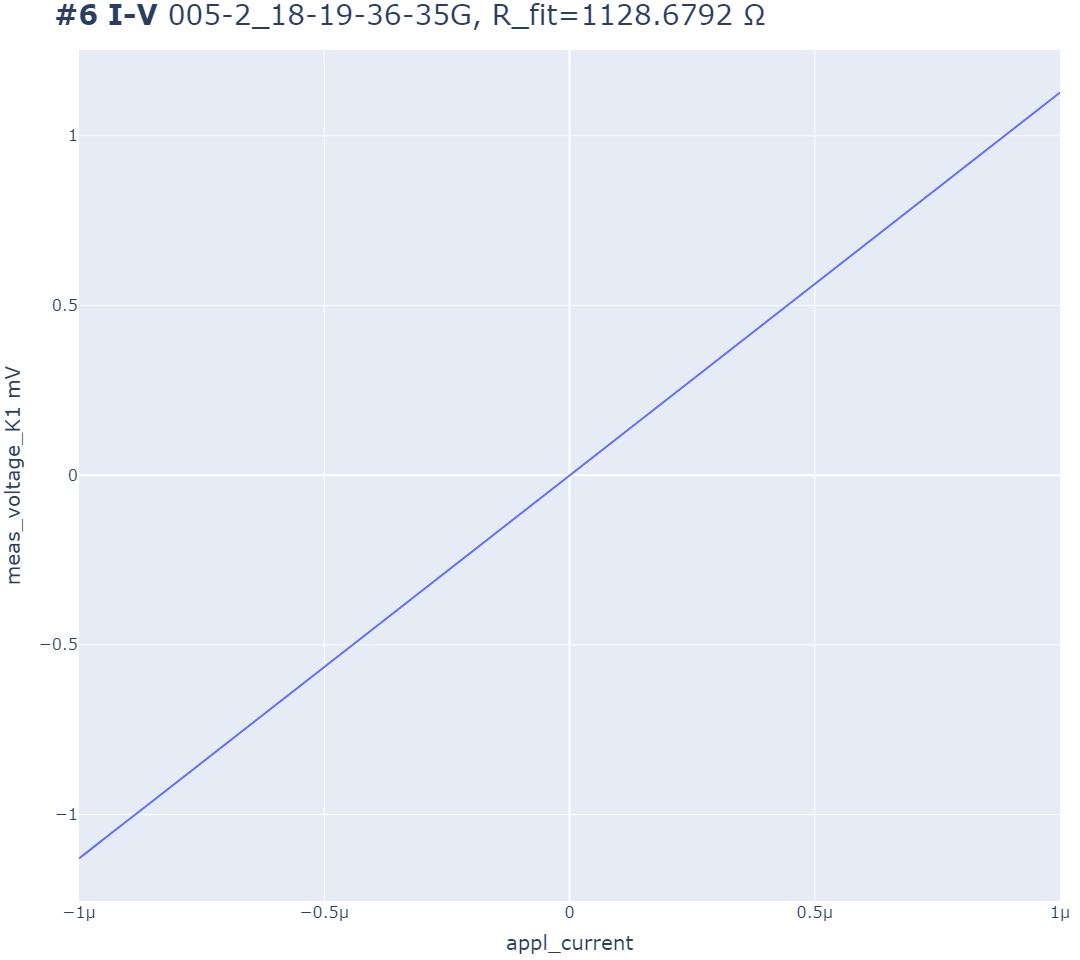 #6 I-V 005-2_18-19-36-35G, R_fit=1128.6792 Ω
meas_voltage_K1 mV
1
0.5
0
−0.5
−1
−1μ
−0.5μ
0
0.5μ
1μ
appl_current